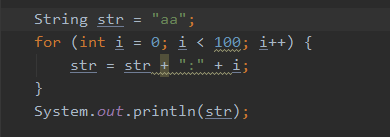 String str = "aa";
for (int i = 0; i < 100; i++) {
    str = str + ":" + i;
}
System.out.println(str);